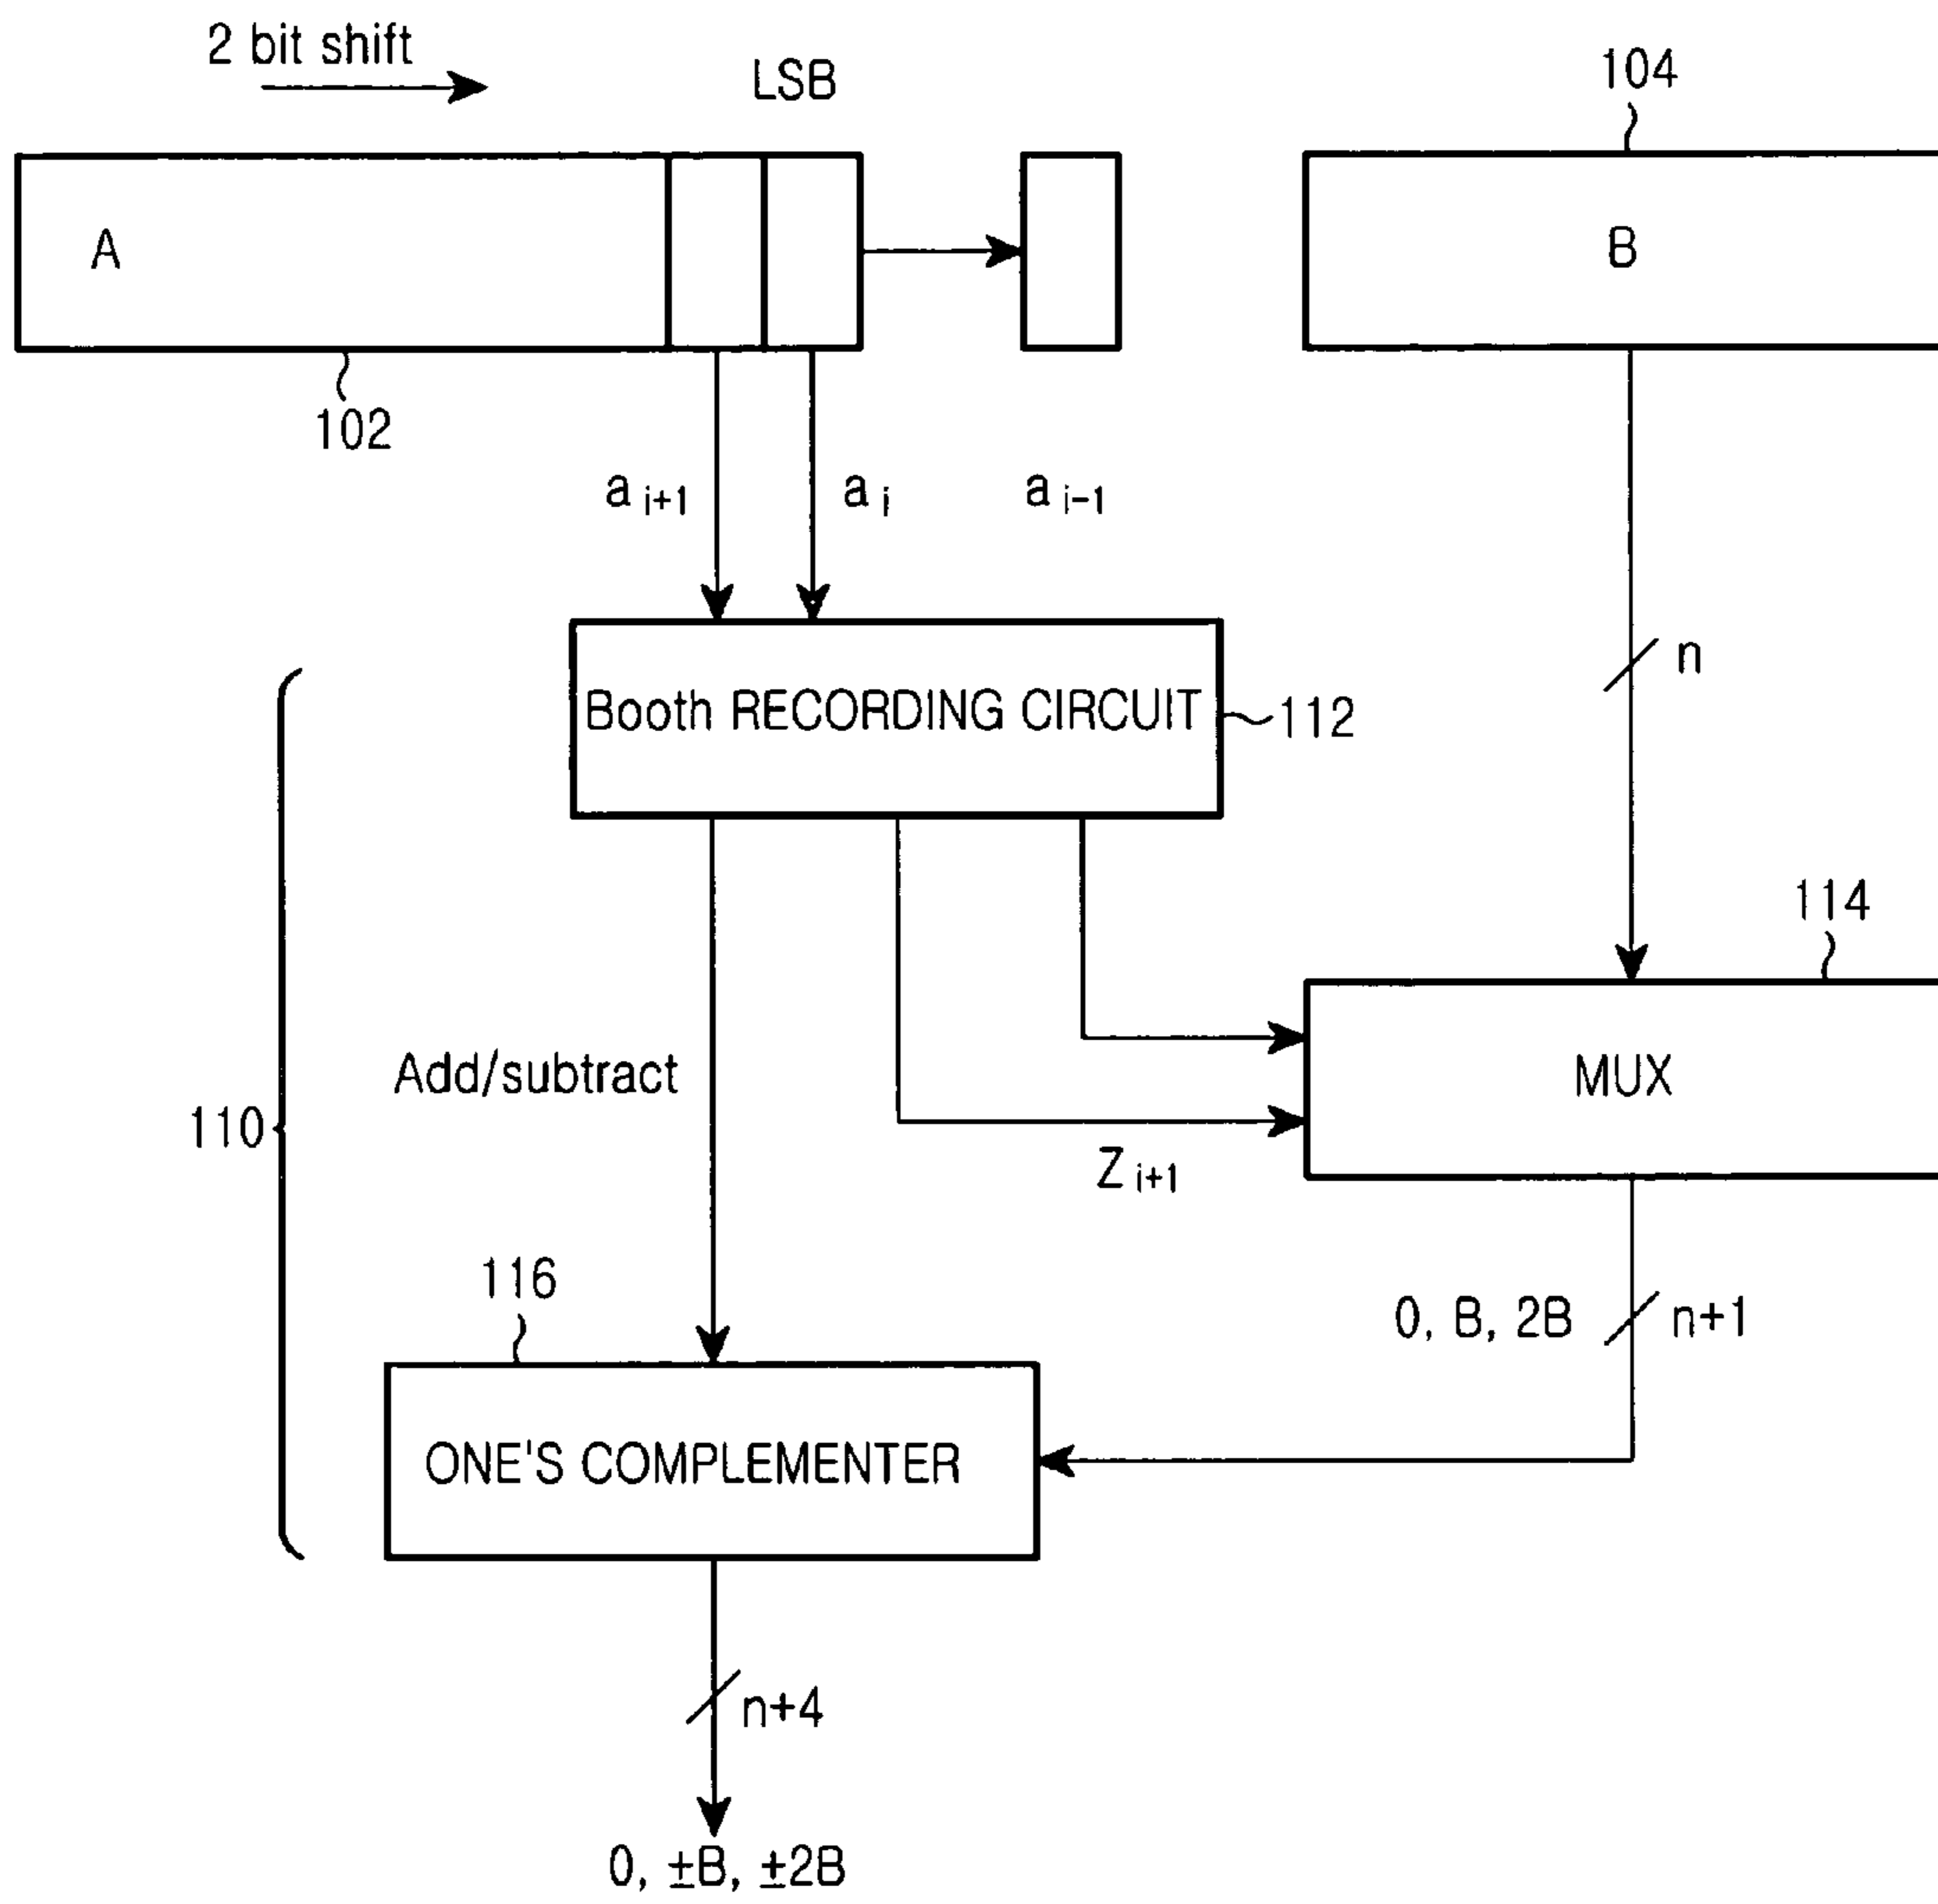 2 bit shift
LSB
104
A
B
102
a i+1
a i
a i-1
n
Booth RECORDING CIRCUIT
112
114
Add/subtract
MUX
110
Z i+1
116
0, B, 2B
n+1
ONE'S COMPLEMENTER
n+4
0, ±B, ±2B